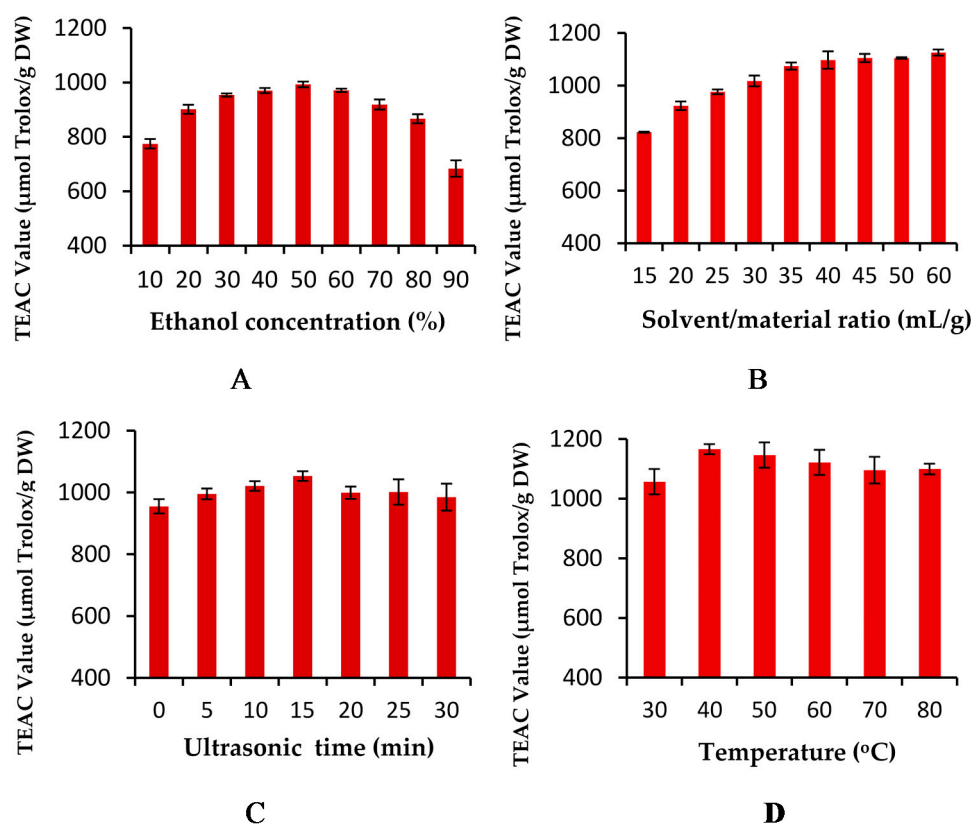 TEAC Value (µmol Trolox/g DW)
1200
1000
800
600
400
10 20 30 40 50 60 70 80 90
Ethanol concentration (%)
A
TEAC Value (µmol Trolox/g DW)
1200
1000
800
600
400
15 20 25 30 35 40 45 50 60
Solvent/material ratio (mL/g)
B
TEAC Value (µmol Trolox/g DW)
1200
1000
800
600
400
0 5 10 15 20 25 30
Ultrasonic time (min)
C
TEAC Value (µmol Trolox/g DW)
1200
1000
800
600
400
30 40 50 60 70 80
Temperature (ºC)
D